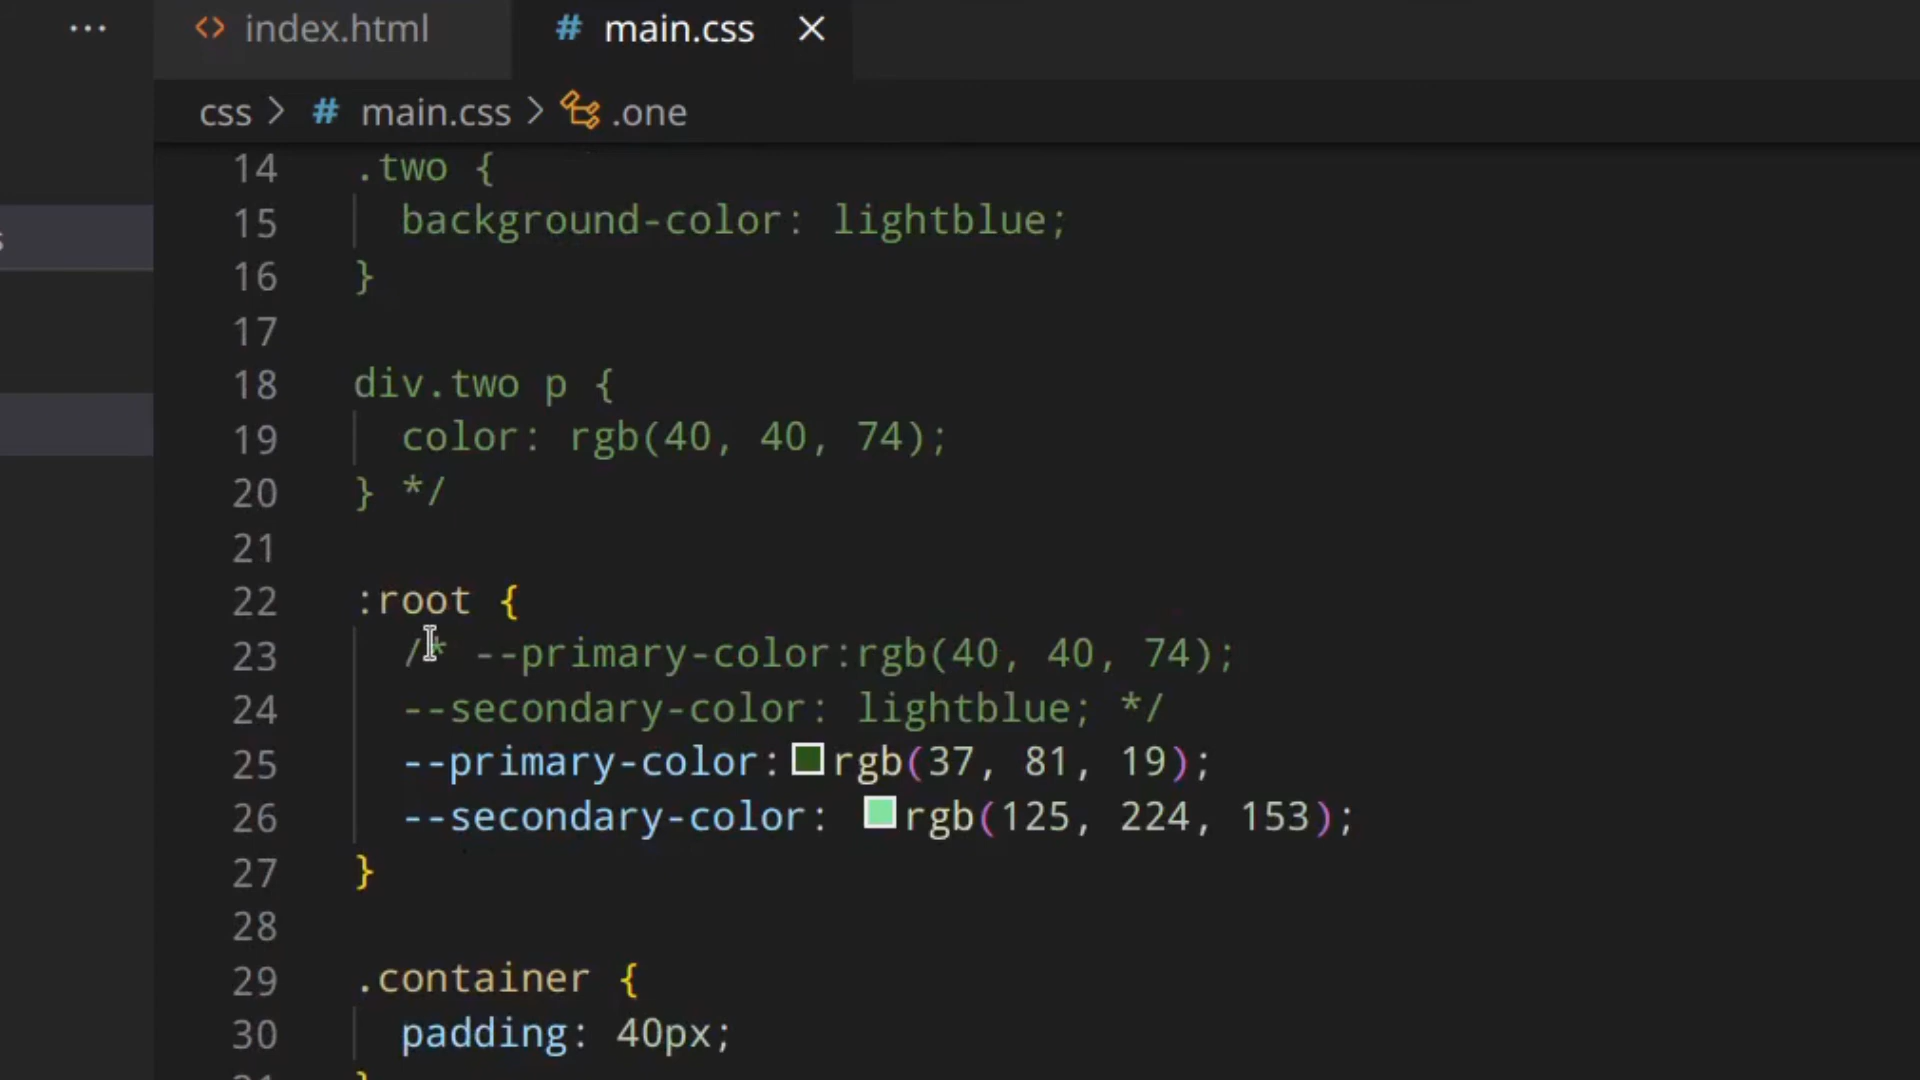 ... index.html # main.css ×
css > # main.css > .one
14 .two {
15 background-color: lightblue;
16 }
17
18 div.two p {
19 color: rgb(40, 40, 74);
20 } */
21
22 :root {
23 /* --primary-color:rgb(40, 40, 74);
24 --secondary-color: lightblue; */
25 --primary-color:rgb(37, 81, 19);
26 --secondary-color: rgb(125, 224, 153);
27 }
28
29 .container {
30 padding: 40px;